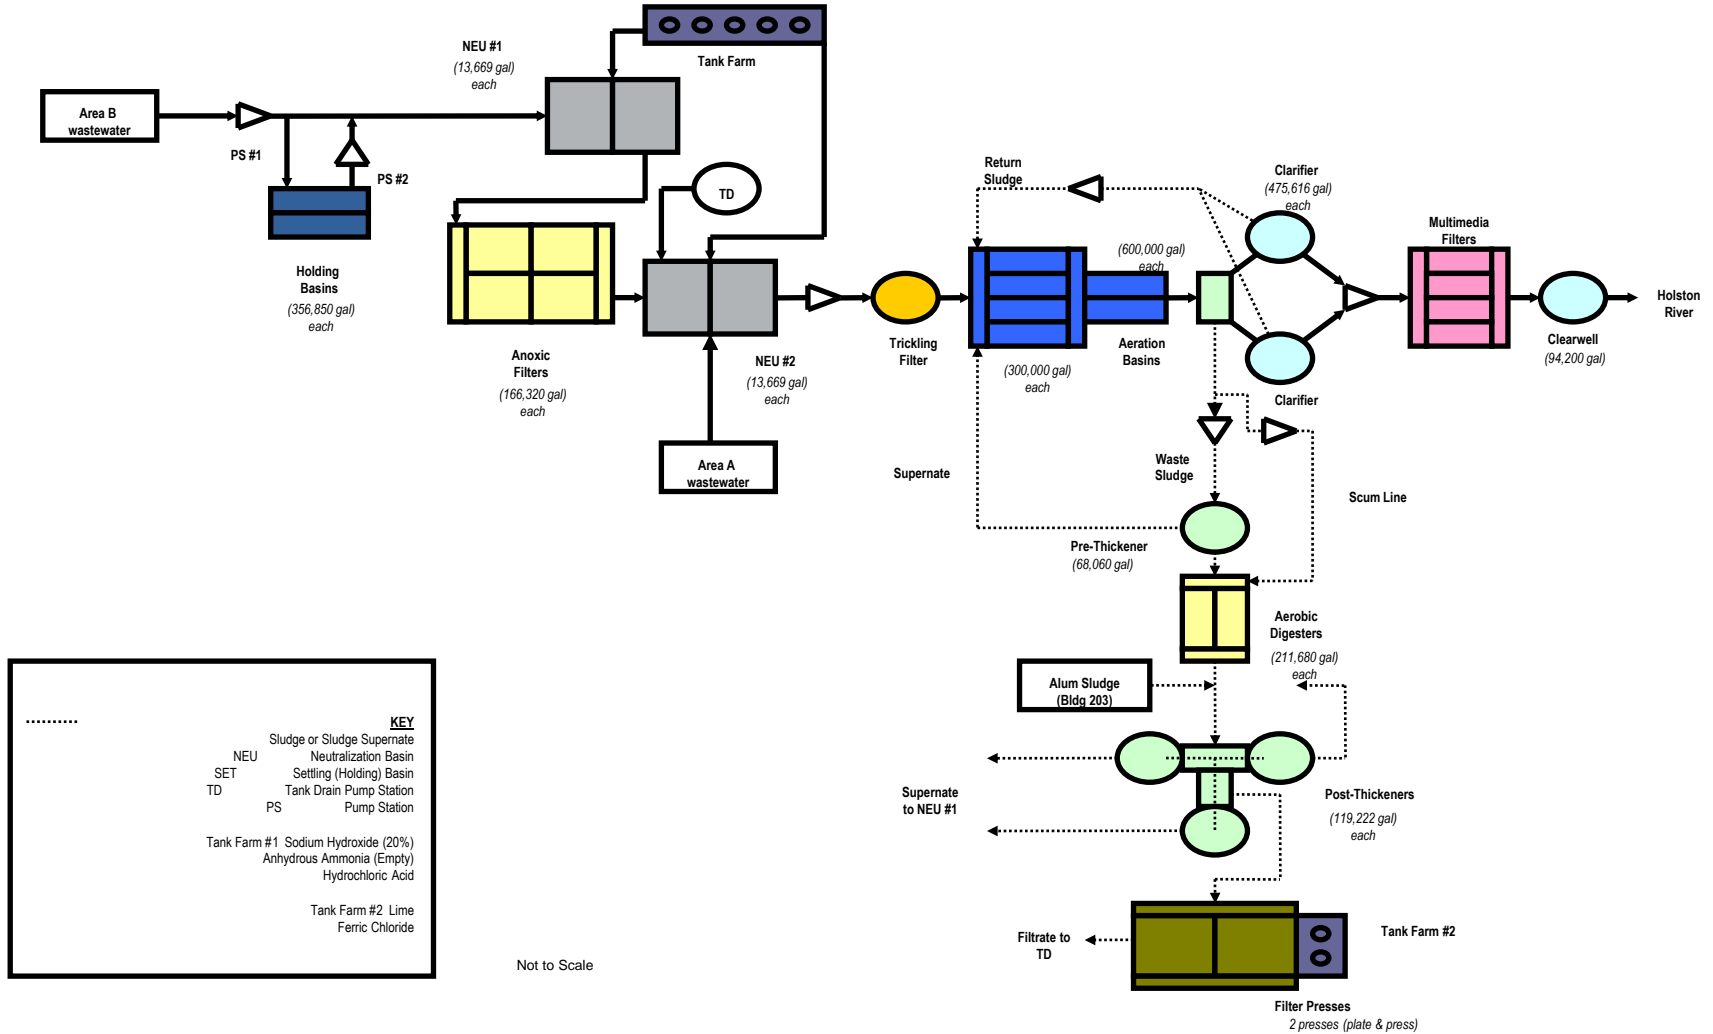 NEU #1
(13,669 gal)
each
Tank Farm
Area B
wastewater
PS #1
PS #2
Holding
Basins
(356,850 gal)
each
TD
Anoxic
Filters
(166,320 gal)
each
NEU #2
(13,669 gal)
each
Area A
wastewater
Trickling
Filter
Return
Sludge
(300,000 gal)
each
(600,000 gal)
each
Aeration
Basins
Clarifier
(475,616 gal)
each
Clarifier
Multimedia
Filters
Clearwell
(94,200 gal)
Holston
River
Supernate
Waste
Sludge
Scum Line
Pre-Thickener
(68,060 gal)
Aerobic
Digesters
(211,680 gal)
each
Alum Sludge
(Bldg 203)
Supernate
to NEU #1
Post-Thickeners
(119,222 gal)
each
Filtrate to
TD
Tank Farm #2
Filter Presses
2 presses (plate & press)
KEY
Sludge or Sludge Supernate
NEU Neutralization Basin
SET Settling (Holding) Basin
TD Tank Drain Pump Station
PS Pump Station
Tank Farm #1 Sodium Hydroxide (20%)
Anhydrous Ammonia (Empty)
Hydrochloric Acid
Tank Farm #2 Lime
Ferric Chloride
Not to Scale